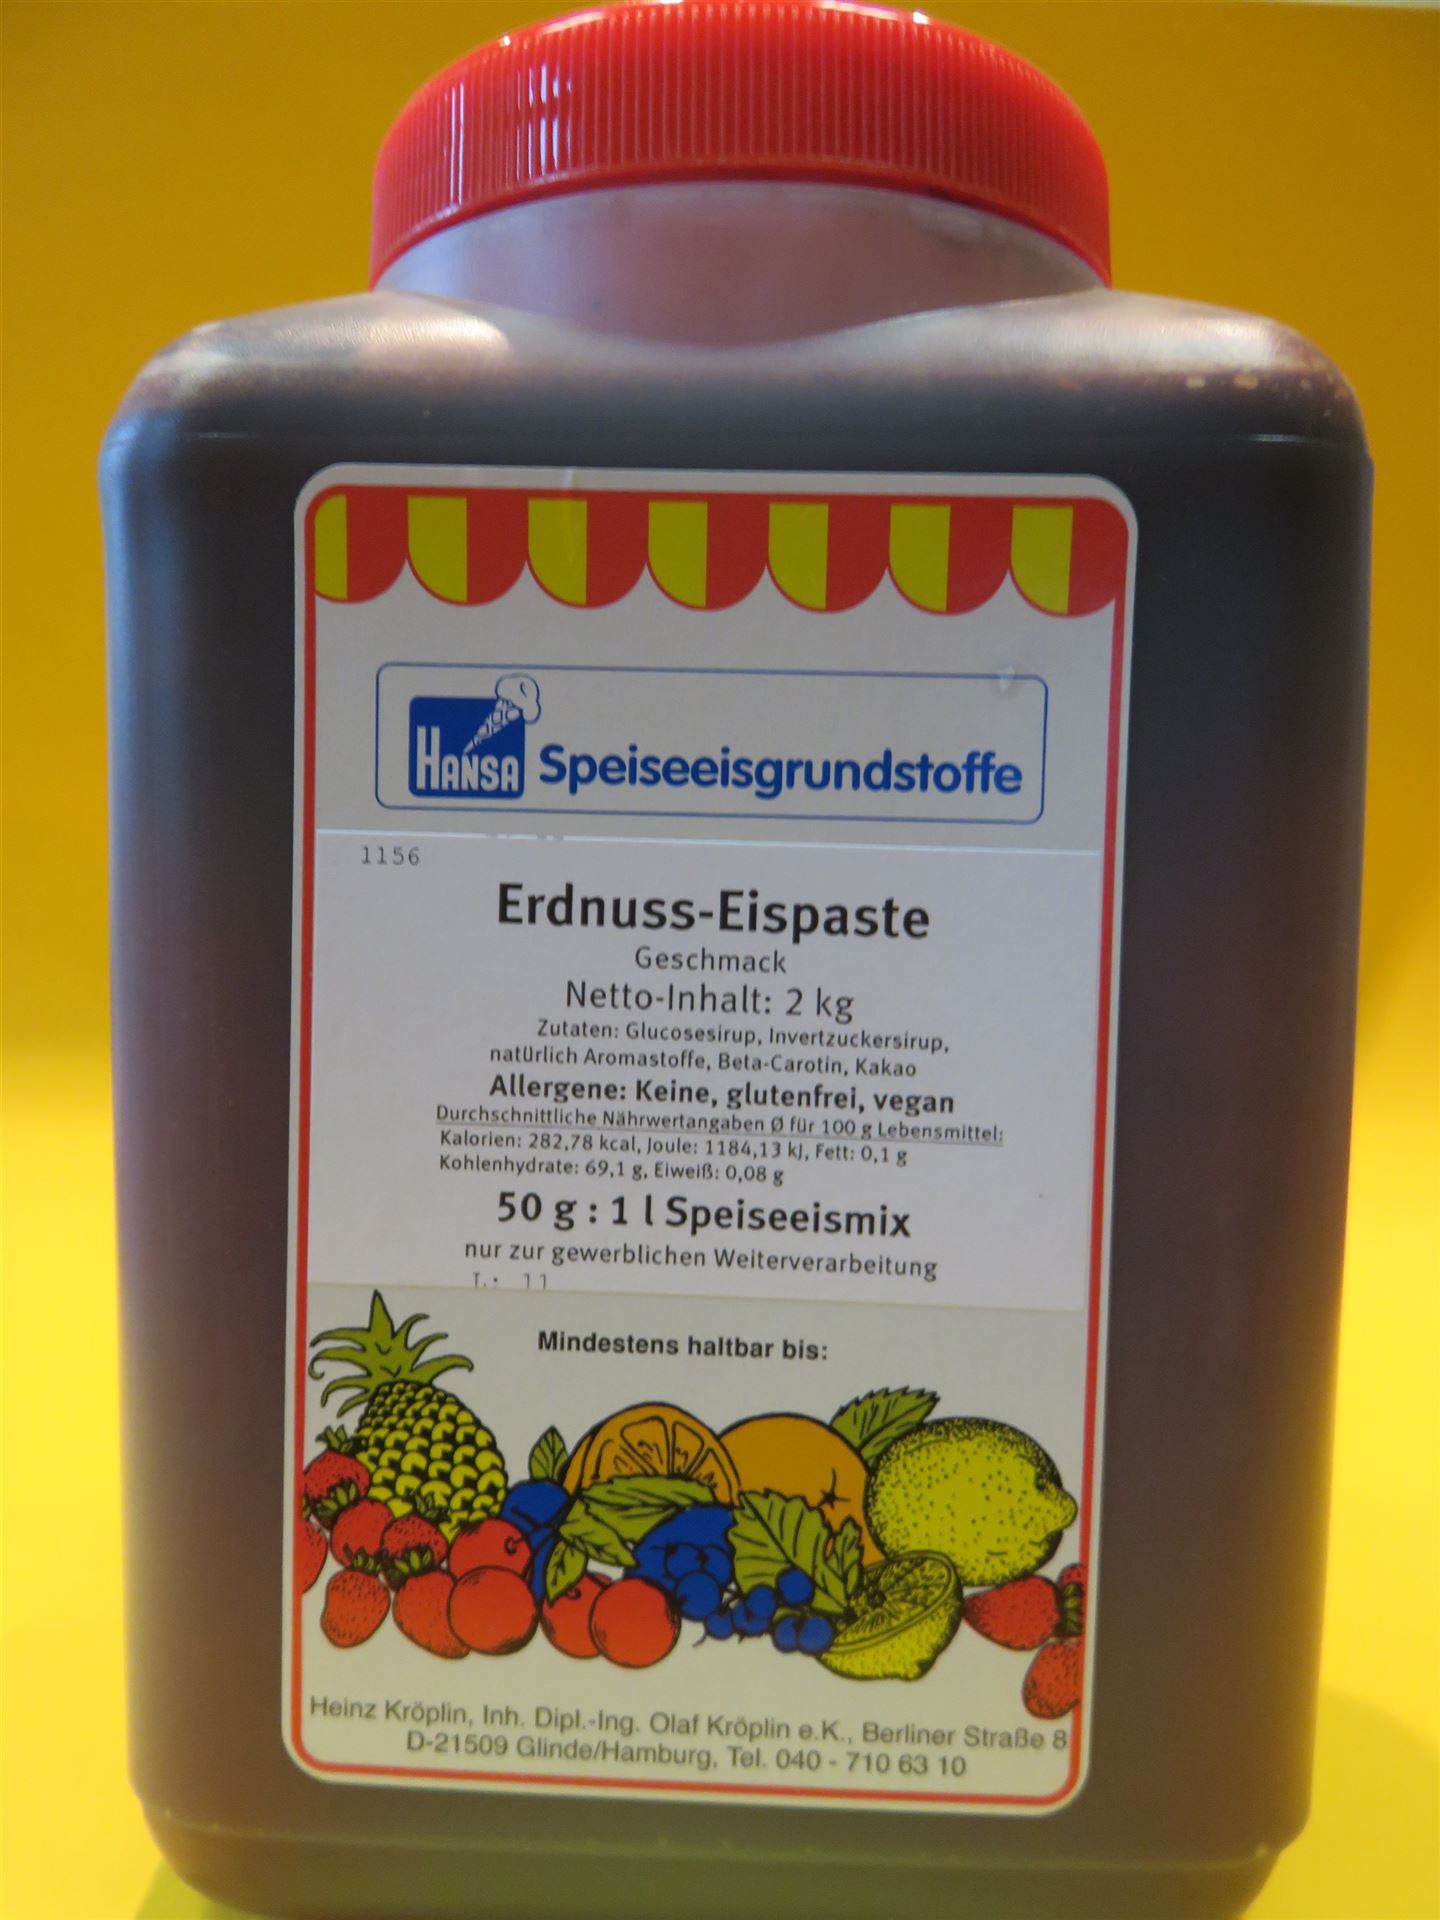 HANSA Speiseeisgrundstoffe
1156
Erdnuss-Eispaste
Geschmack
Netto-Inhalt: 2 kg
Zutaten: Glucosesirup, Invertzuckersirup,
natürlich Aromastoffe, Beta-Carotin, Kakao
Allergene: Keine, glutenfrei, vegan
Durchschnittliche Nährwertangaben Ø für 100 g Lebensmittel:
Kalorien: 282,78 kcal, Joule: 1184,13 kJ, Fett: 0,1 g
Kohlenhydrate: 69,1 g, Eiweiß: 0,08 g
50 g : 1 l Speiseeismix
nur zur gewerblichen Weiterverarbeitung
Mindestens haltbar bis:
Heinz Kröplin, Inh. Dipl.-Ing. Olaf Kröplin e.K., Berliner Straße 8
D-21509 Glinde/Hamburg, Tel. 040 - 710 63 10